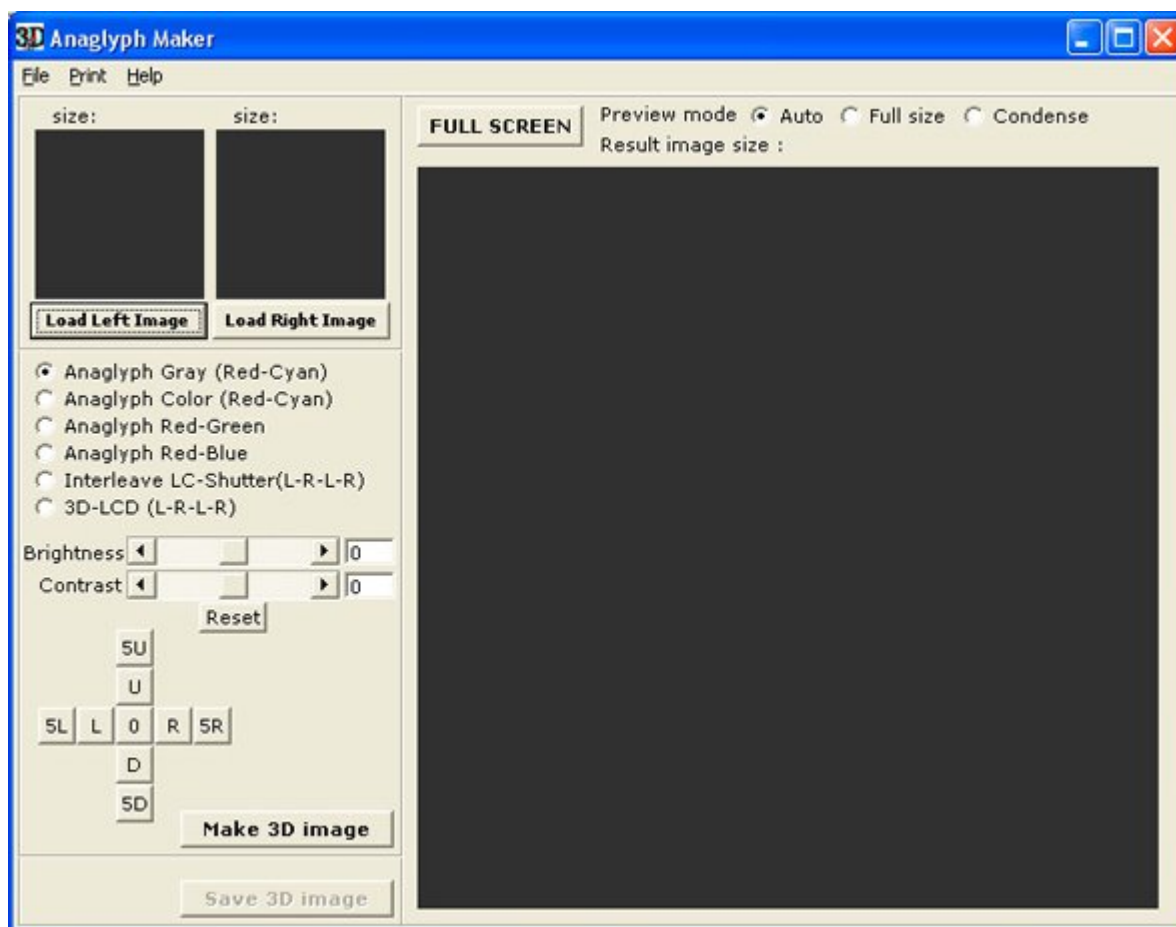 3D Anaglyph Maker
File Print Help
size: size:
Load Left Image Load Right Image
Anaglyph Gray (Red-Cyan)
Anaglyph Color (Red-Cyan)
Anaglyph Red-Green
Anaglyph Red-Blue
Interleave LC-Shutter(L-R-L-R)
3D-LCD (L-R-L-R)
Brightness 0
Contrast 0
Reset
5U
U
5L L 0 R 5R
D
5D
Make 3D image
Save 3D image
FULL SCREEN
Preview mode Auto Full size Condense
Result image size :